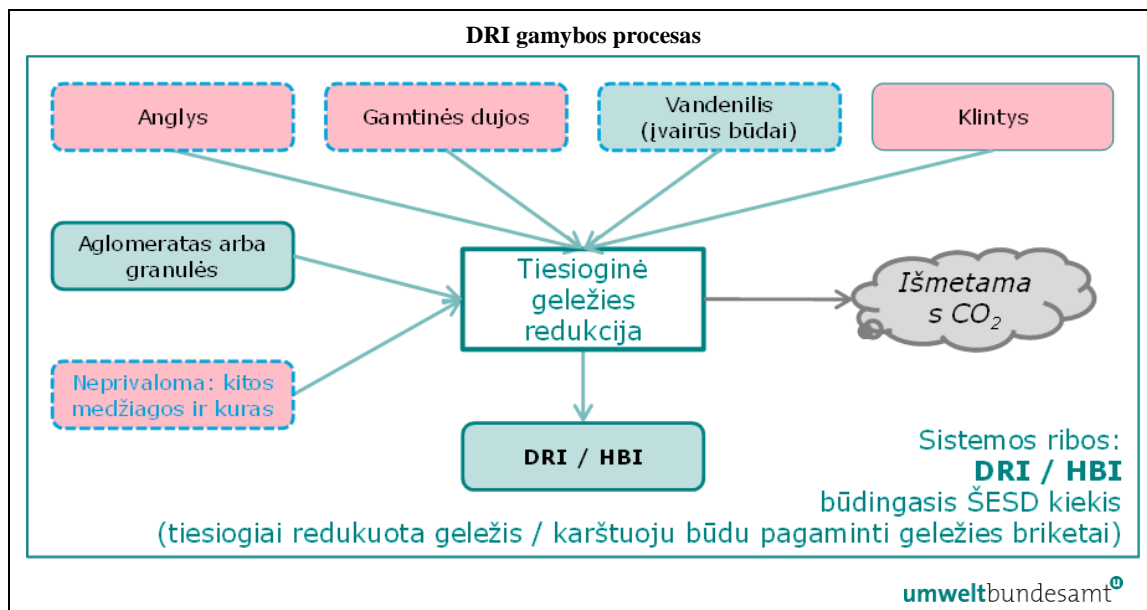 DRI gamybos procesas
Anglys
Gamtinės dujos
Vandenilis
(įvairūs būdai)
Klintys
Aglomeratas arba
granulės
Tiesioginė
geležies
redukcija
Išmetama
s CO₂
Neprivaloma: kitos
medžiagos ir kuras
DRI / HBI
Sistemos ribos:
DRI / HBI
būdingasis ŠESD kiekis
(tiesiogiai redukuota geležis / karštuoju būdu pagaminti geležies briketai)
umweltbundesamtᵘ